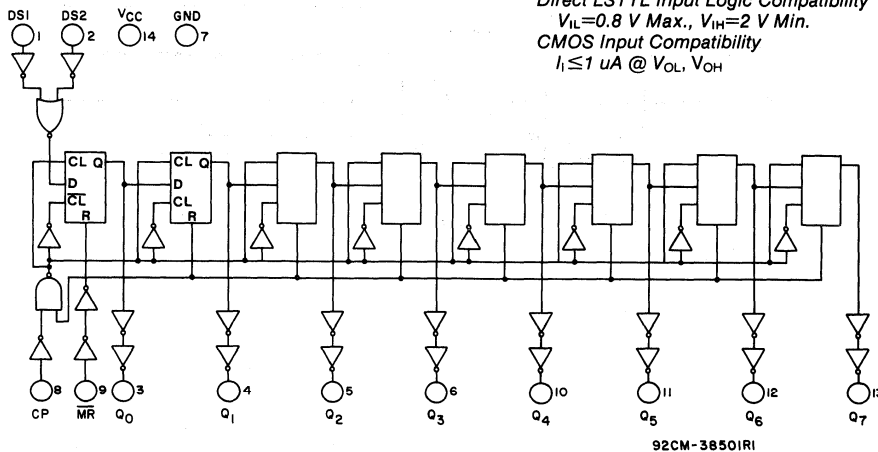 Direct LSTTL Input Logic Compatibility
VIL=0.8 V Max., VIH=2 V Min.
CMOS Input Compatibility
II≤1 uA @ VOL, VOH
DS1 DS2 VCC GND
1 2 14 7
CL Q CL Q
D D
C̅L̅ CL
R R
8 9 3 4 5 6 10 11 12 13
CP M̅R̅ Q0 Q1 Q2 Q3 Q4 Q5 Q6 Q7
92CM-38501R1